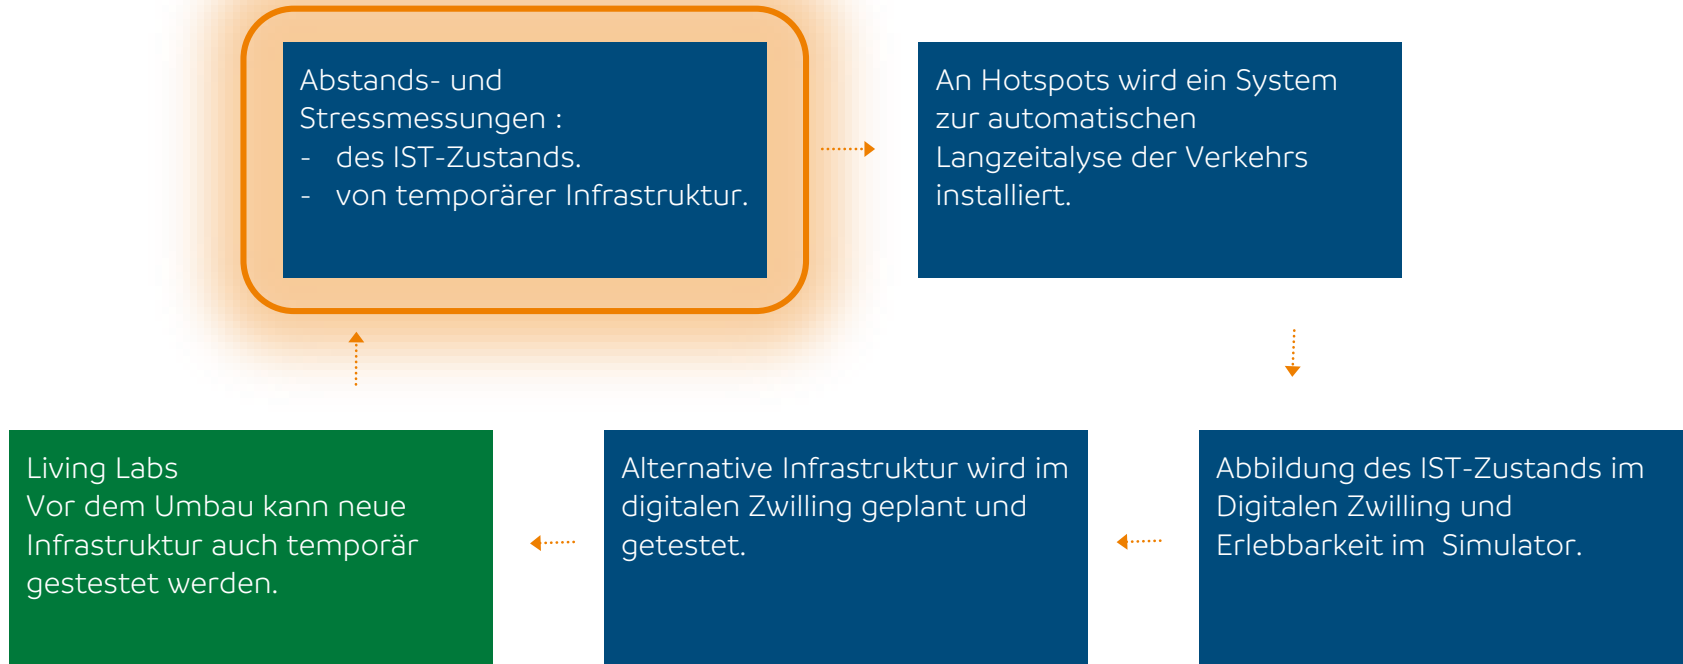 Abstands- und
Stressmessungen :
- des IST-Zustands.
- von temporärer Infrastruktur.
An Hotspots wird ein System
zur automatischen
Langzeitalyse der Verkehrs
installiert.
Living Labs
Vor dem Umbau kann neue
Infrastruktur auch temporär
gestestet werden.
Alternative Infrastruktur wird im
digitalen Zwilling geplant und
getestet.
Abbildung des IST-Zustands im
Digitalen Zwilling und
Erlebbarkeit im  Simulator.